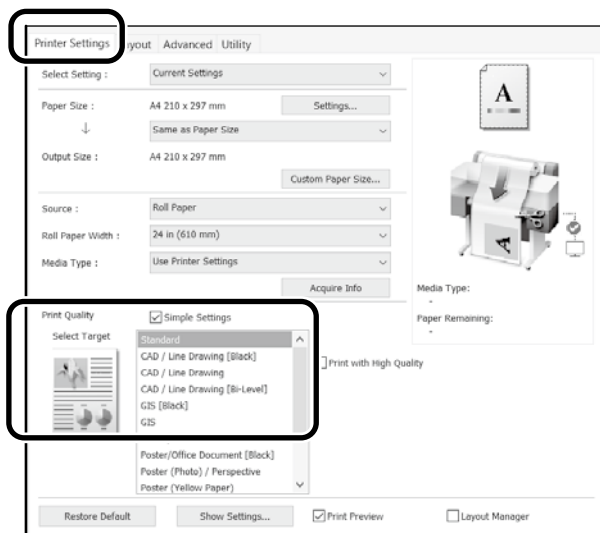 Printer Settings yout Advanced Utility
Select Setting : Current Settings
Paper Size : A4 210 x 297 mm Settings...
↓ Same as Paper Size
Output Size : A4 210 x 297 mm
Custom Paper Size...
Source : Roll Paper
Roll Paper Width : 24 in (610 mm)
Media Type : Use Printer Settings
Acquire Info
A
A
Media Type:
-
Paper Remaining:
-
Print Quality Simple Settings
Select Target
Standard
CAD / Line Drawing [Black]
CAD / Line Drawing
CAD / Line Drawing [Bi-Level]
GIS [Black]
GIS
Poster/Office Document [Black]
Poster (Photo) / Perspective
Poster (Yellow Paper)
Print with High Quality
Restore Default Show Settings... Print Preview Layout Manager